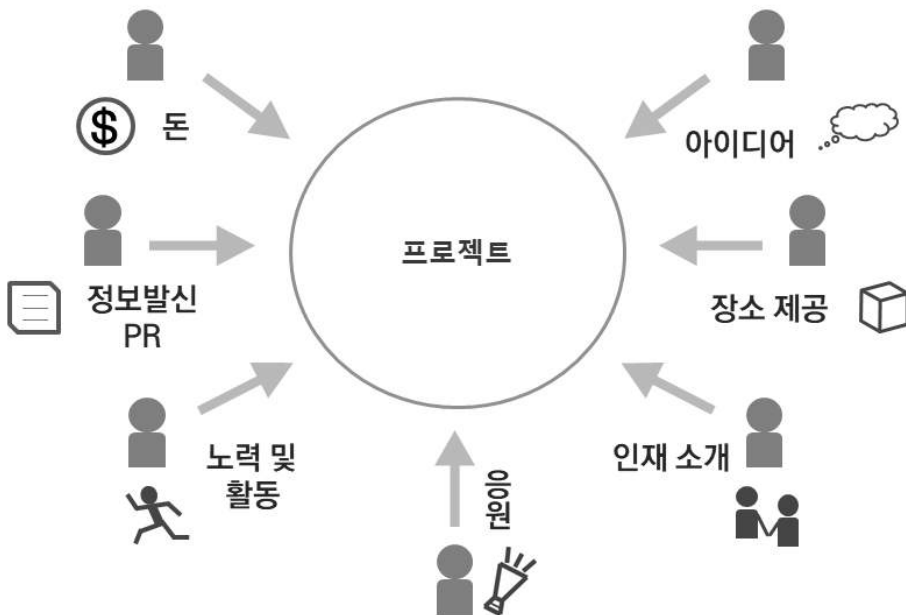 $ 돈
아이디어
프로젝트
정보발신
PR
장소 제공
노력 및
활동
인재 소개
응원